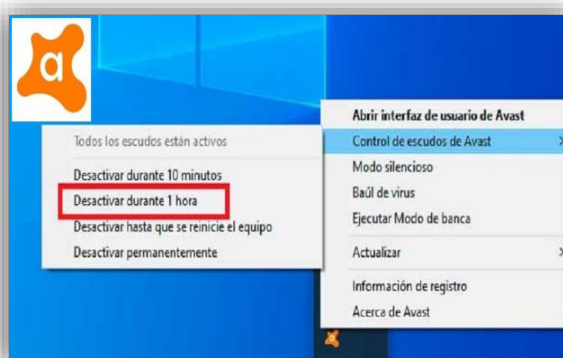 a
Abrir interfaz de usuario de Avast
Control de escudos de Avast
Modo silencioso
Baúl de virus
Ejecutar Modo de banca
Actualizar
Información de registro
Acerca de Avast
Todos los escudos están activos
Desactivar durante 10 minutos
Desactivar durante 1 hora
Desactivar hasta que se reinicie el equipo
Desactivar permanentemente